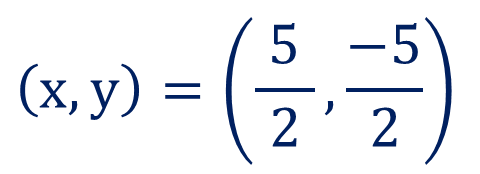 (x, y) = (5/2, −5/2)